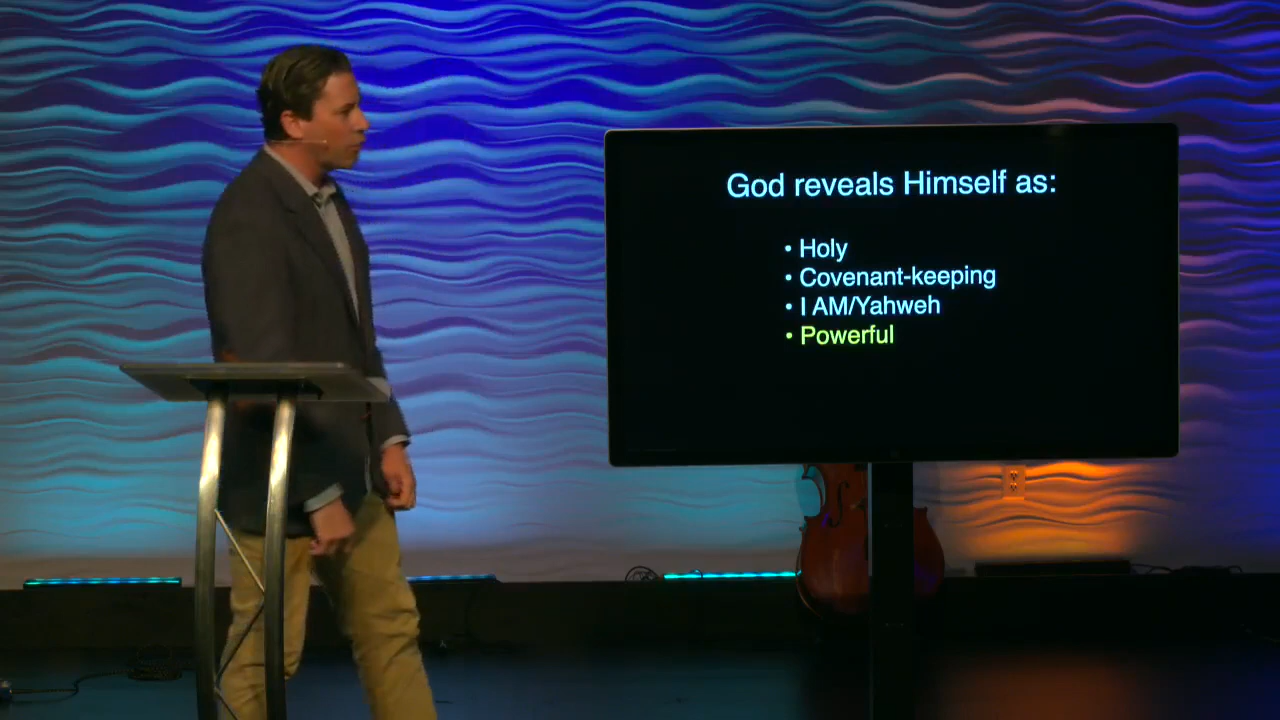 God reveals Himself as:
• Holy
• Covenant-keeping
• I AM/Yahweh
• Powerful